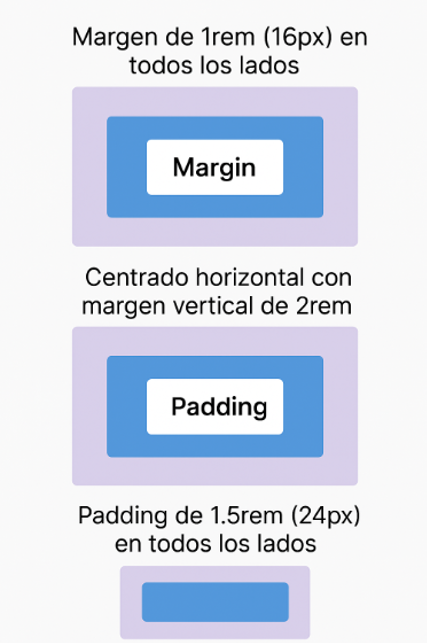 Margen de 1rem (16px) en
todos los lados
Margin
Centrado horizontal con
margen vertical de 2rem
Padding
Padding de 1.5rem (24px)
en todos los lados